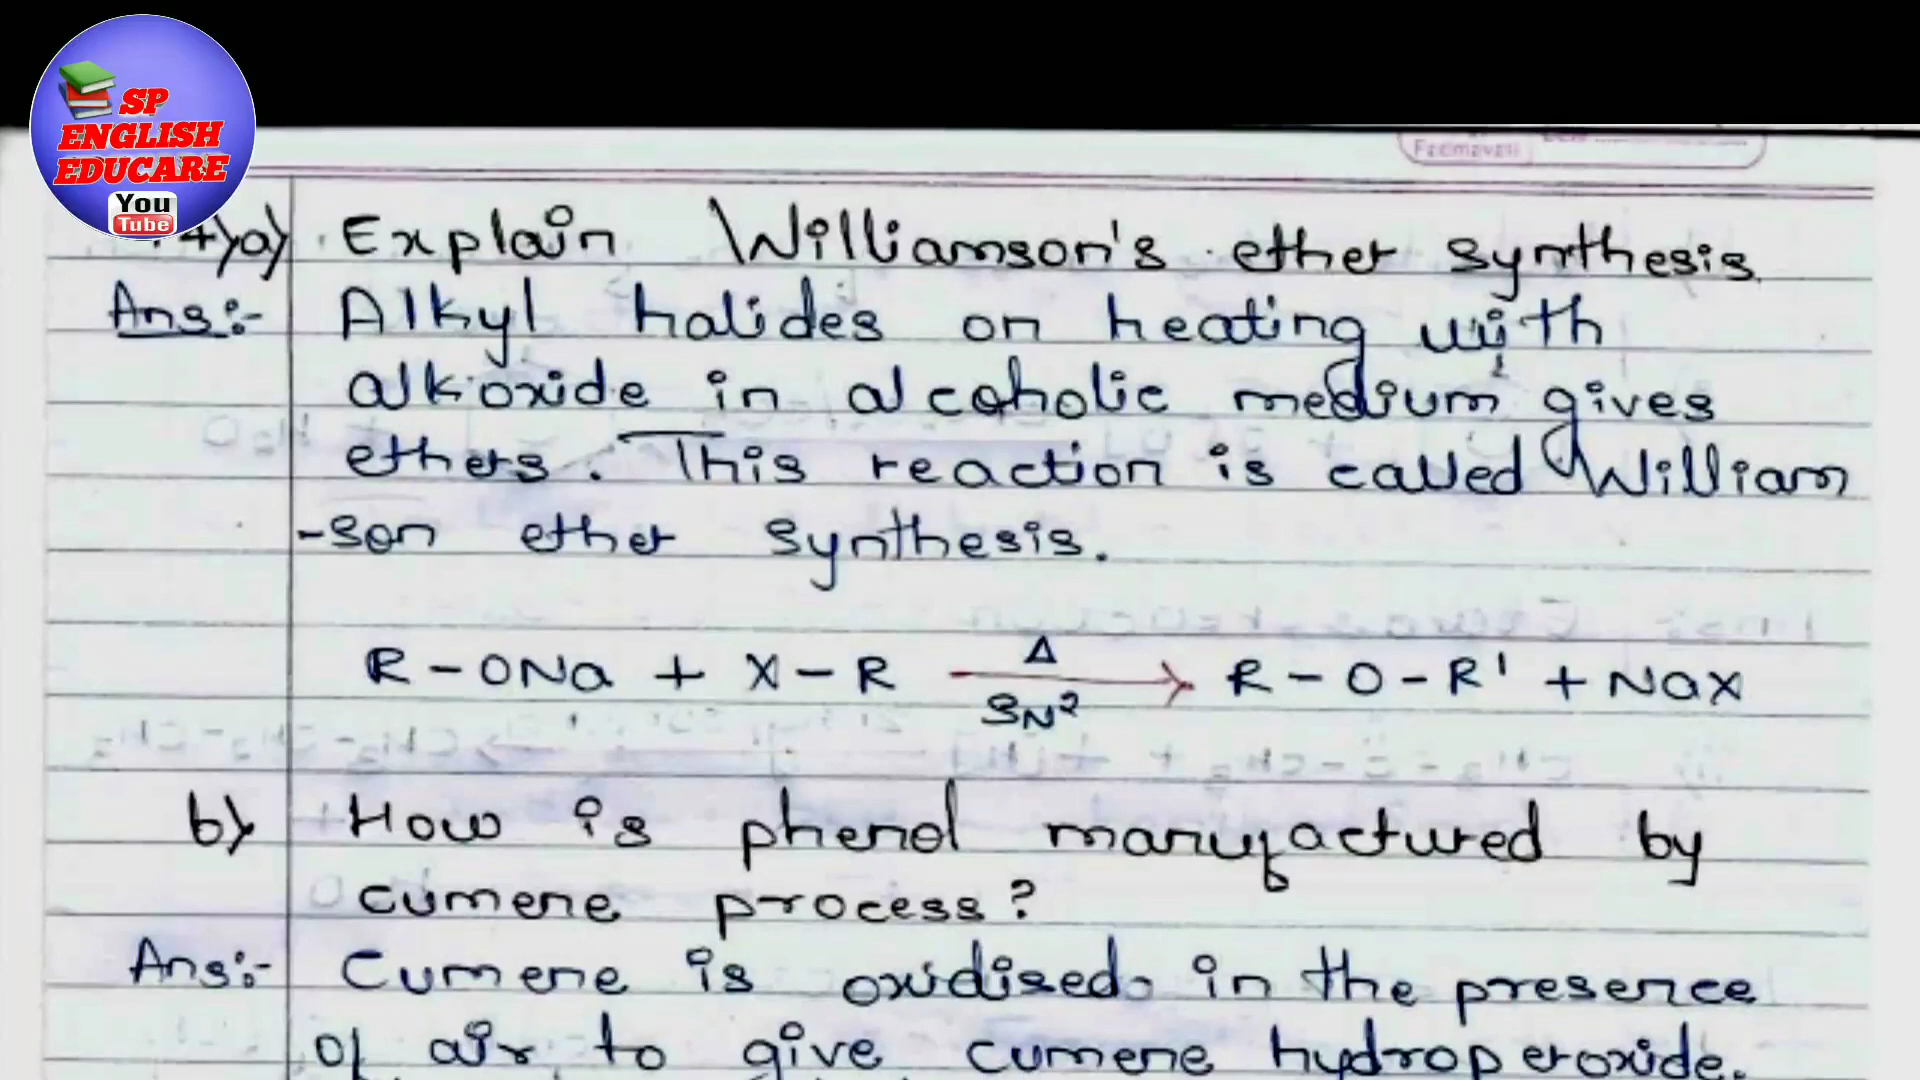 SP
ENGLISH
EDUCARE
You
Tube
4) a) Explain Williamson's ether synthesis.
Ans:- Alkyl halides on heating with
alkoxide in alcoholic medium gives
ethers. This reaction is called William
-son ether synthesis.
R - ONa + X - R Δ SN² → R - O - R' + NaX
b) How is phenol manufactured by
cumene process?
Ans:- Cumene is oxidised in the presence
of air to give cumene hydroperoxide.